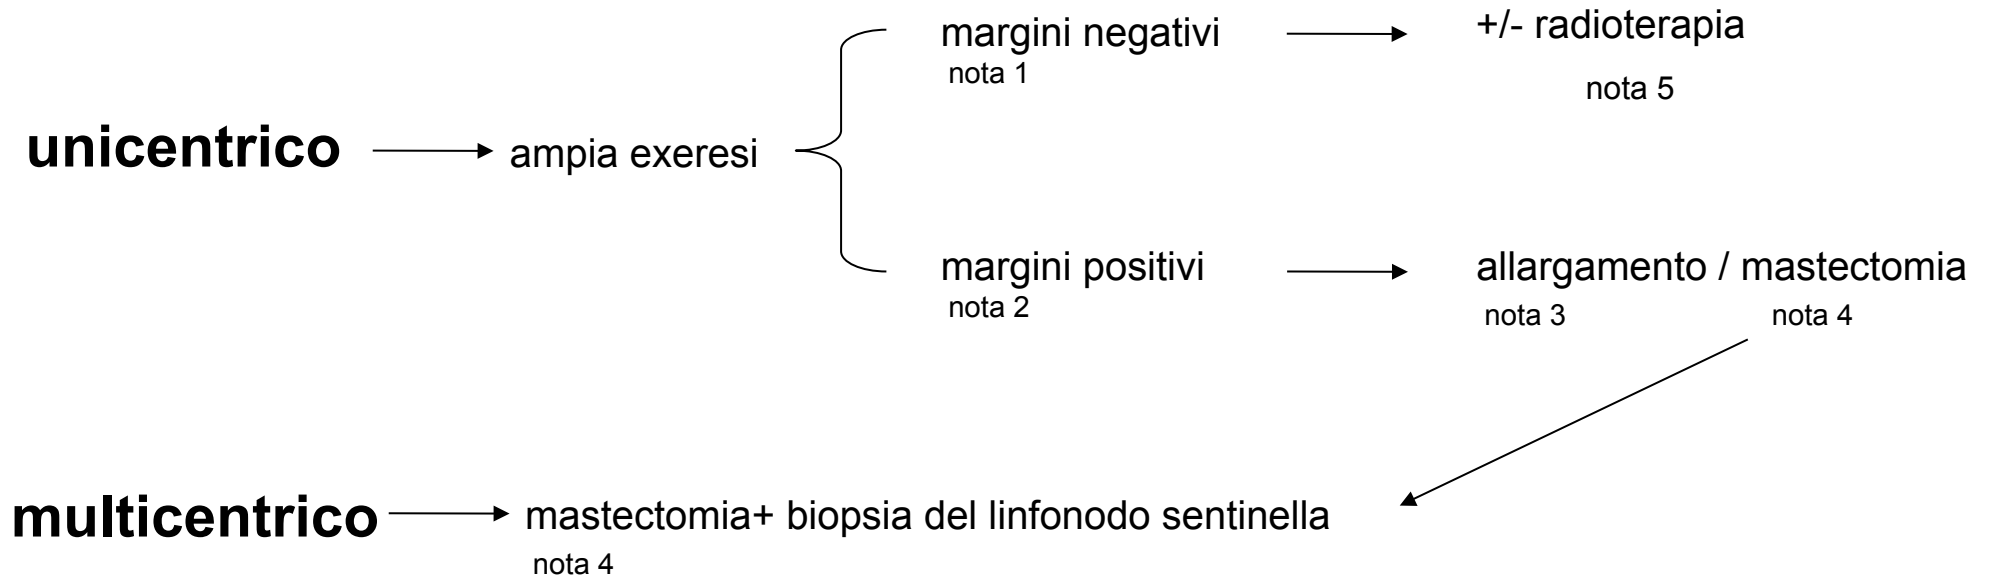 margini negativi
nota 1
+/- radioterapia
nota 5
unicentrico
ampia exeresi
margini positivi
nota 2
allargamento / mastectomia
nota 3
nota 4
multicentrico
mastectomia+ biopsia del linfonodo sentinella
nota 4